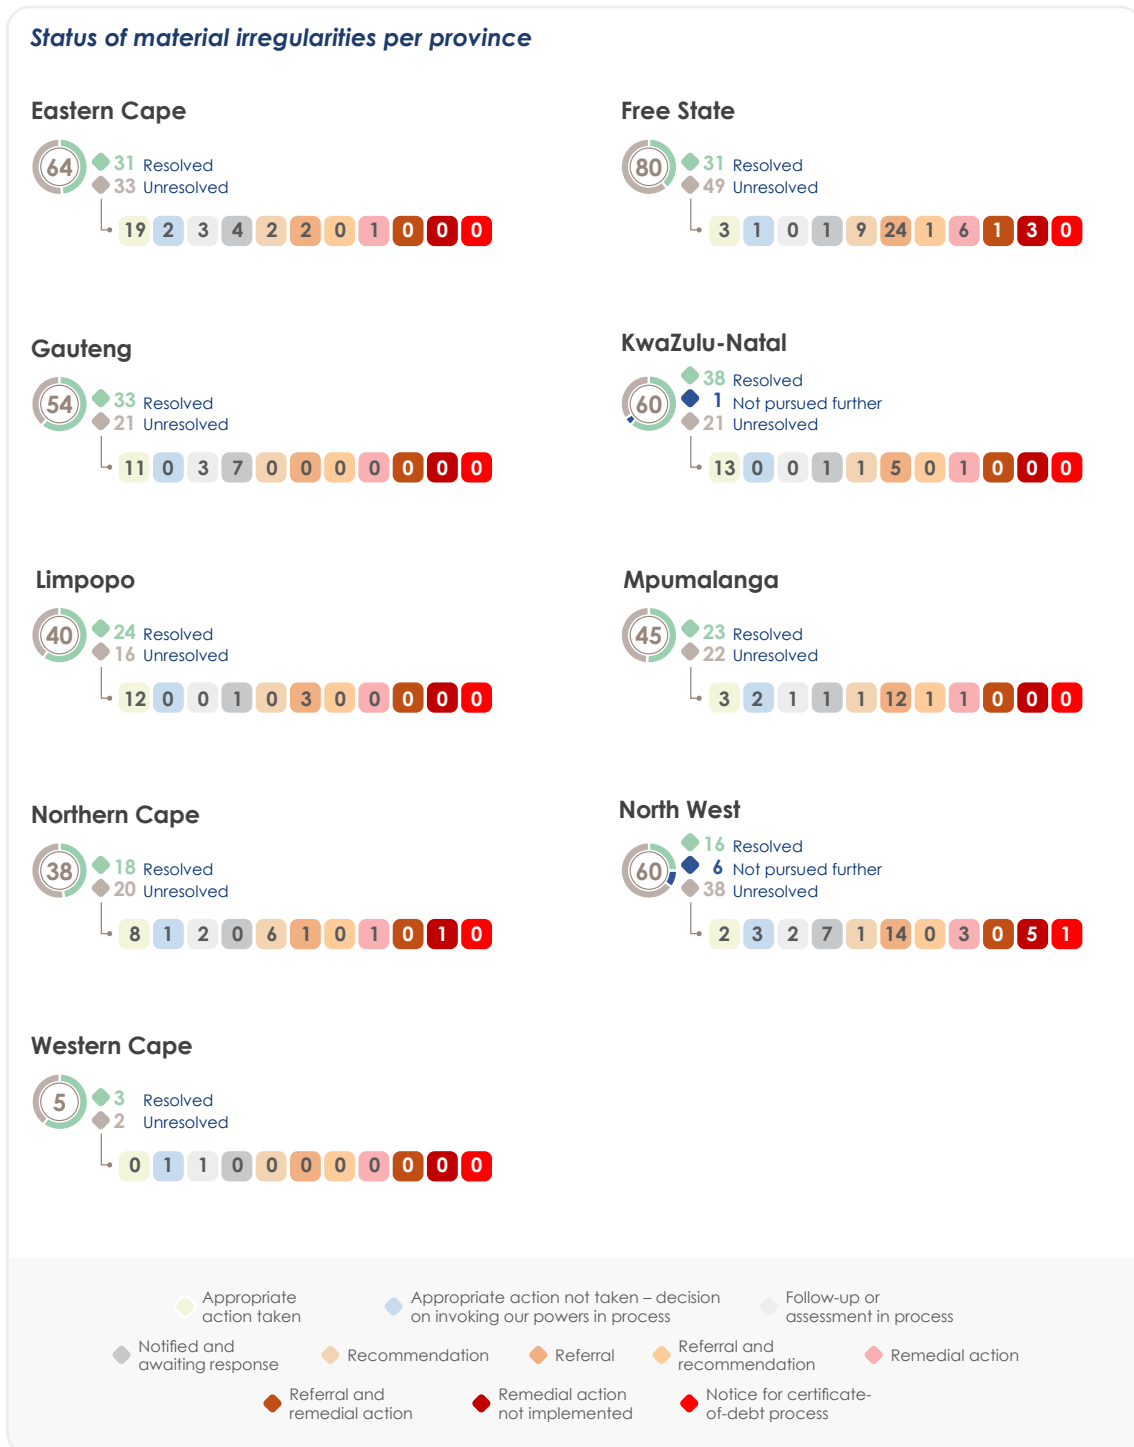 Status of material irregularities per province
Eastern Cape
64
31 Resolved
33 Unresolved
19 2 3 4 2 2 0 1 0 0 0
Free State
80
31 Resolved
49 Unresolved
3 1 0 1 9 24 1 6 1 3 0
Gauteng
54
33 Resolved
21 Unresolved
11 0 3 7 0 0 0 0 0 0 0
KwaZulu-Natal
60
38 Resolved
1 Not pursued further
21 Unresolved
13 0 0 1 1 5 0 1 0 0 0
Limpopo
40
24 Resolved
16 Unresolved
12 0 0 1 0 3 0 0 0 0 0
Mpumalanga
45
23 Resolved
22 Unresolved
3 2 1 1 1 12 1 1 0 0 0
Northern Cape
38
18 Resolved
20 Unresolved
8 1 2 0 6 1 0 1 0 1 0
North West
60
16 Resolved
6 Not pursued further
38 Unresolved
2 3 2 7 1 14 0 3 0 5 1
Western Cape
5
3 Resolved
2 Unresolved
0 1 1 0 0 0 0 0 0 0 0
Appropriate
action taken
Appropriate action not taken – decision
on invoking our powers in process
Follow-up or
assessment in process
Notified and
awaiting response
Recommendation
Referral
Referral and
recommendation
Remedial action
Referral and
remedial action
Remedial action
not implemented
Notice for certificate-
of-debt process